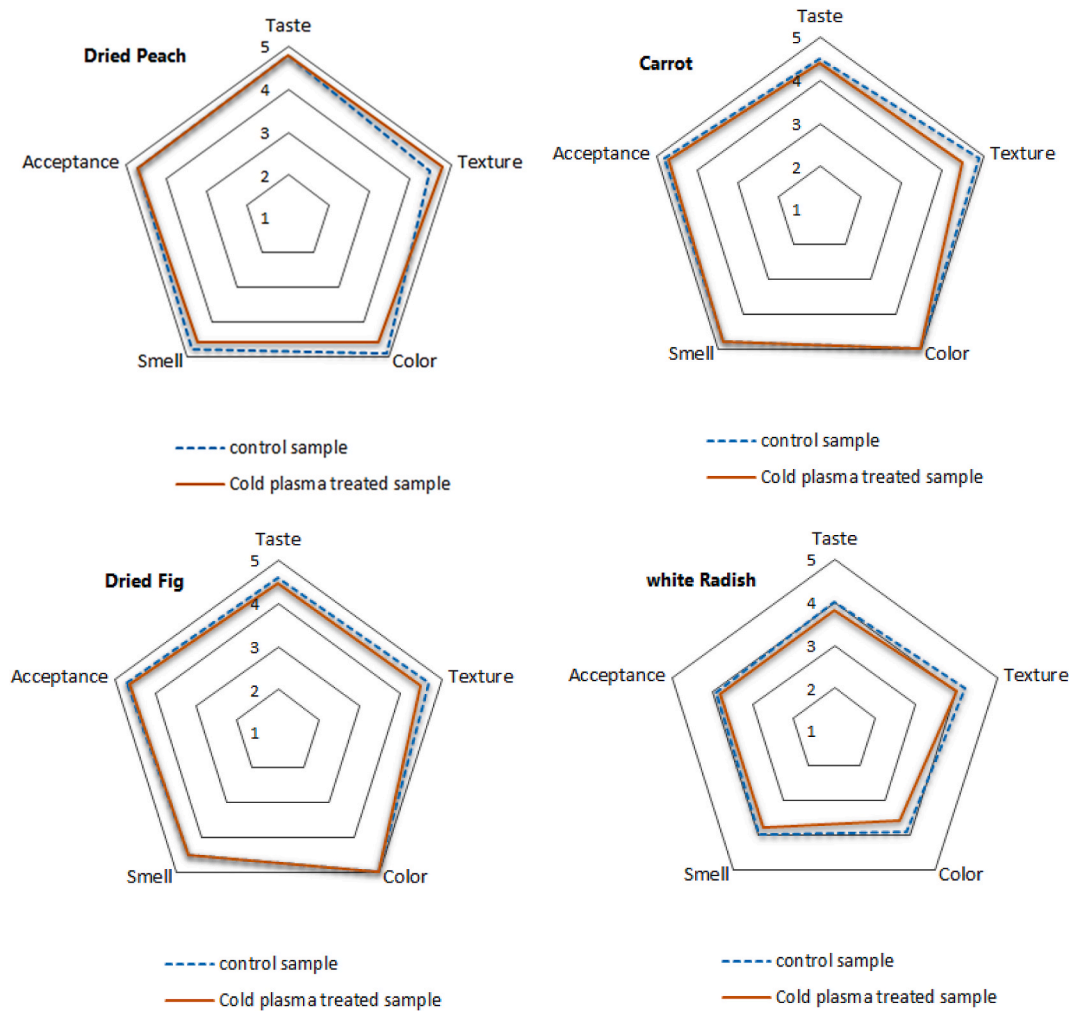 Dried Peach
Taste
5
4
3
2
1
Acceptance
Texture
Smell
Color
control sample
Cold plasma treated sample
Carrot
5
4
3
2
1
Acceptance
Texture
Smell
Color
control sample
Cold plasma treated sample
Dried Fig
Taste
5
4
3
2
1
Acceptance
Texture
Smell
Color
control sample
Cold plasma treated sample
white Radish
Taste
5
4
3
2
1
Acceptance
Texture
Smell
Color
control sample
Cold plasma treated sample